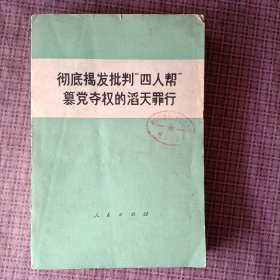 彻底揭发批判“四人帮”
篡党夺权的滔天罪行
人民出版社